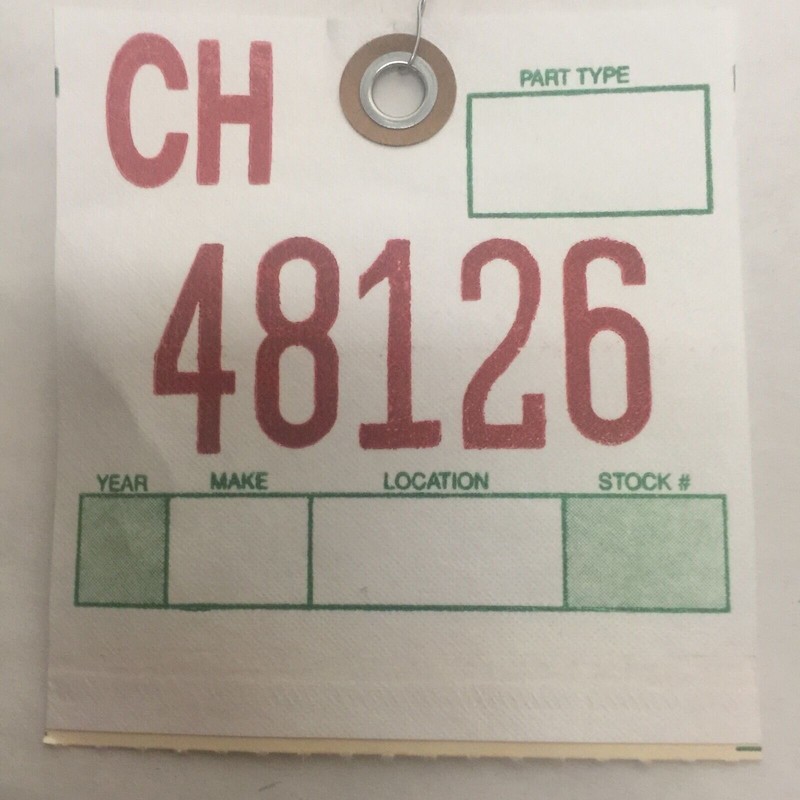 CH
PART TYPE
48126
YEAR MAKE LOCATION STOCK #